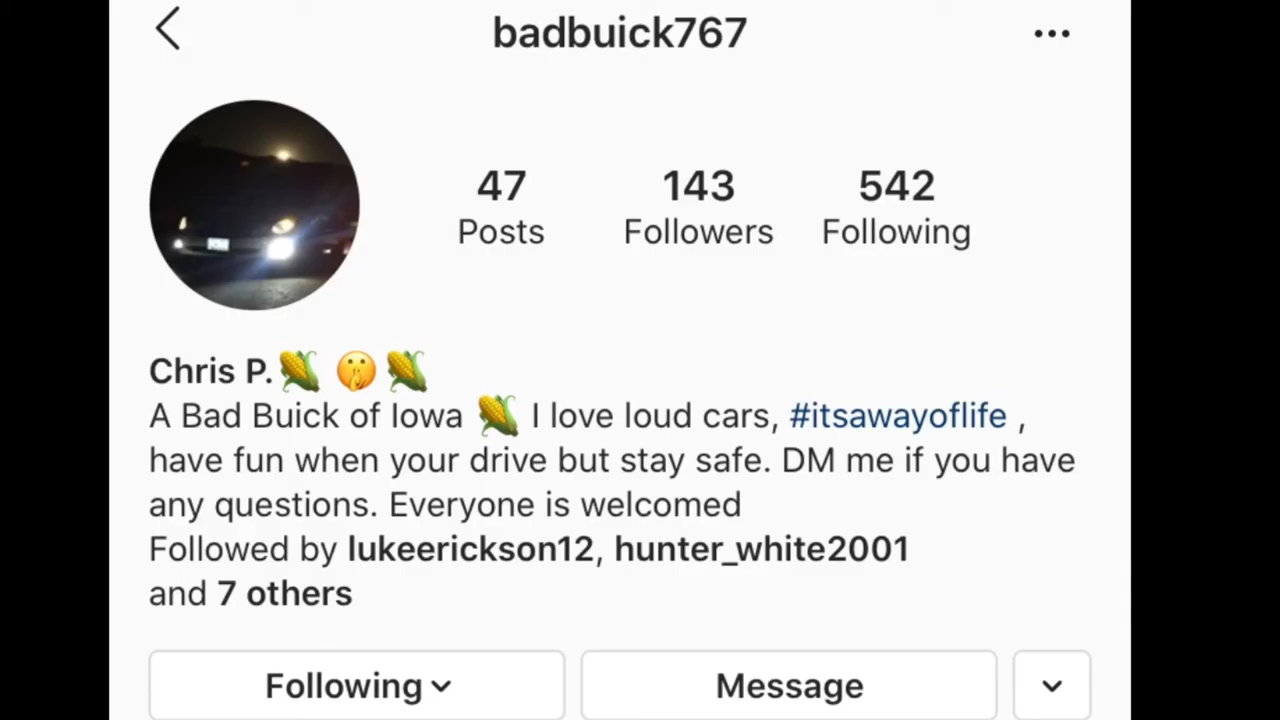 badbuick767
47 143 542
Posts Followers Following
Chris P.🌽 🤫 🌽
A Bad Buick of Iowa 🌽 I love loud cars, #itsawayoflife ,
have fun when your drive but stay safe. DM me if you have
any questions. Everyone is welcomed
Followed by lukeerickson12, hunter_white2001
and 7 others
Following Message